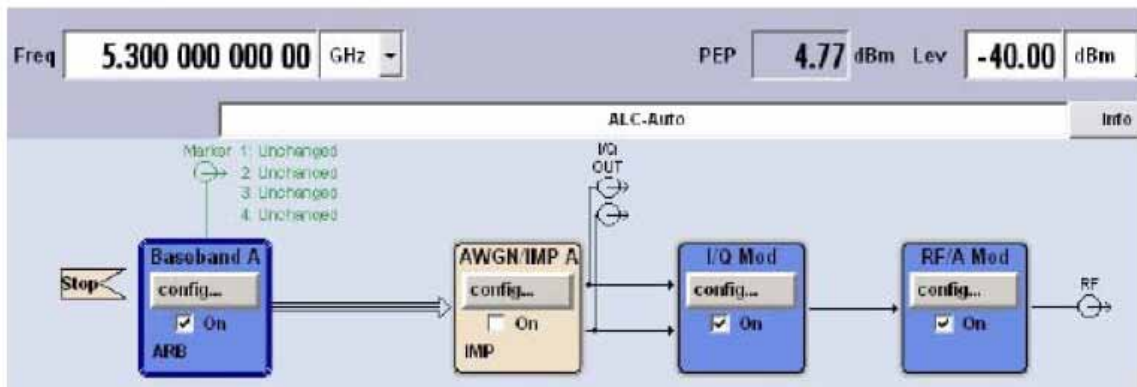 Freq 5.300 000 000 00 GHz PEP 4.77 dBm Lev -40.00 dBm
ALC-Auto Info
Marker 1: Unchanged
2: Unchanged
3: Unchanged
4: Unchanged
I/Q
OUT
Baseband A AWGN/IMP A I/Q Mod RF/A Mod
Stop config... config... config... config... RF
On On On On
ARB IMP